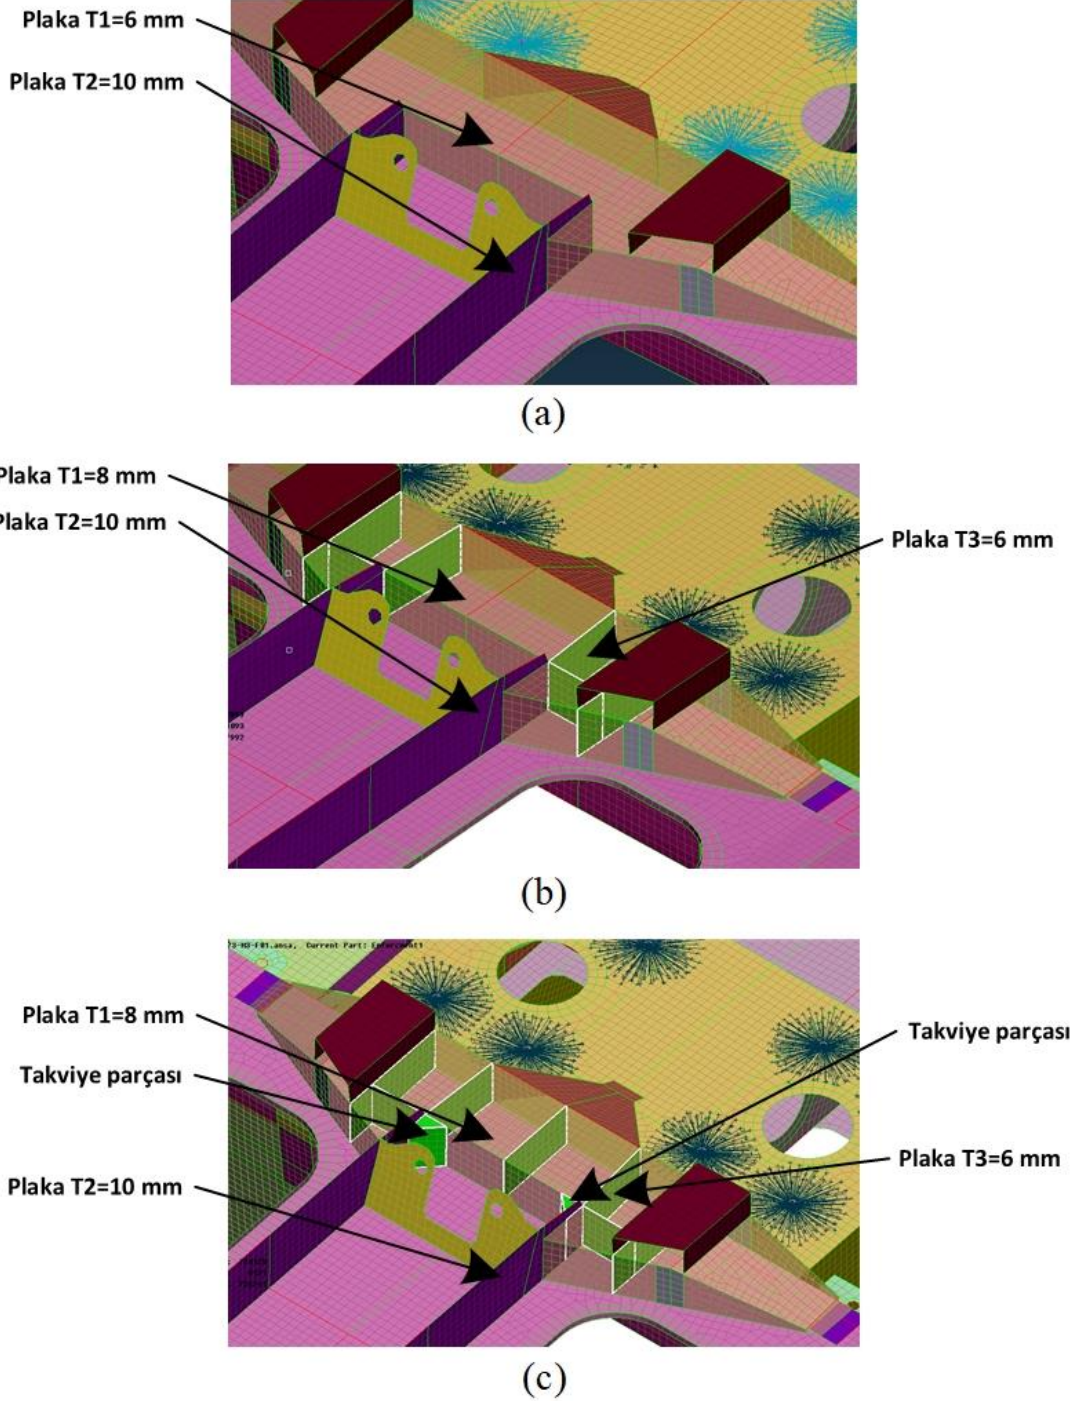 Plaka T1=6 mm
Plaka T2=10 mm
(a)
Plaka T1=8 mm
Plaka T2=10 mm
Plaka T3=6 mm
(b)
Plaka T1=8 mm
Takviye parçası
Takviye parçası
Plaka T3=6 mm
Plaka T2=10 mm
(c)